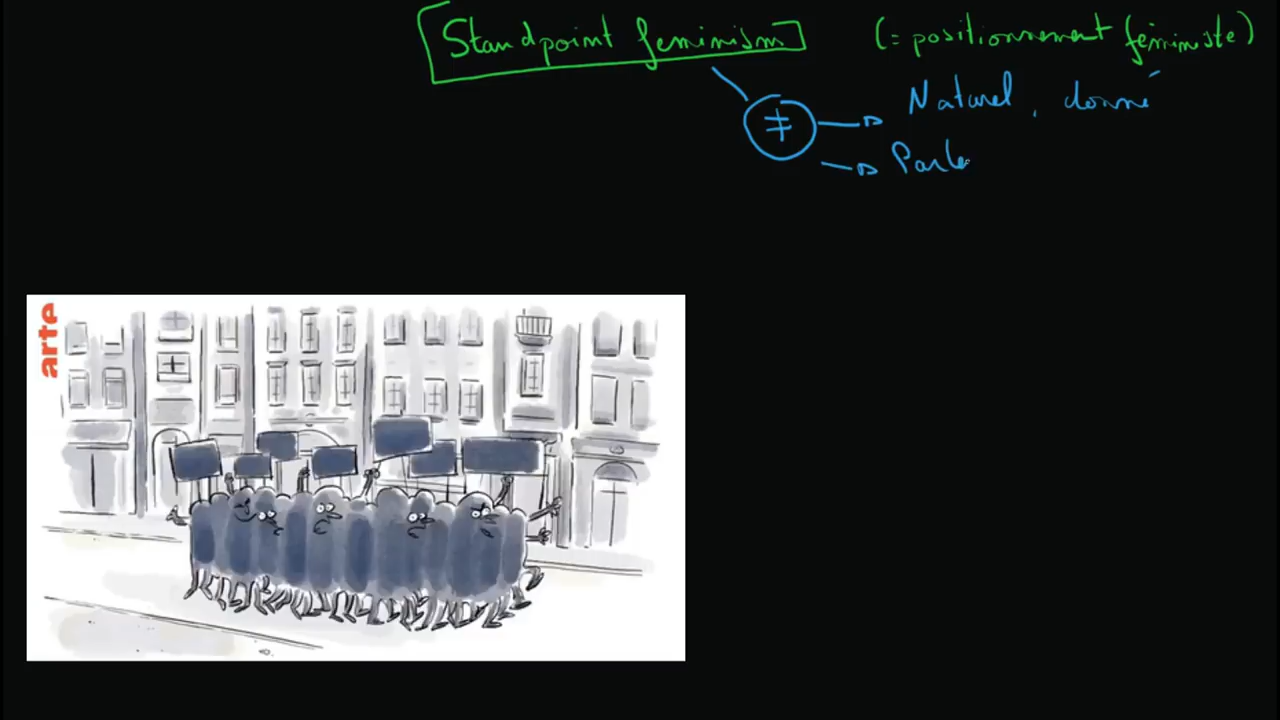 Standpoint feminism (= positionnement féministe)
≠ → Naturel, donné
→ Parle
arte